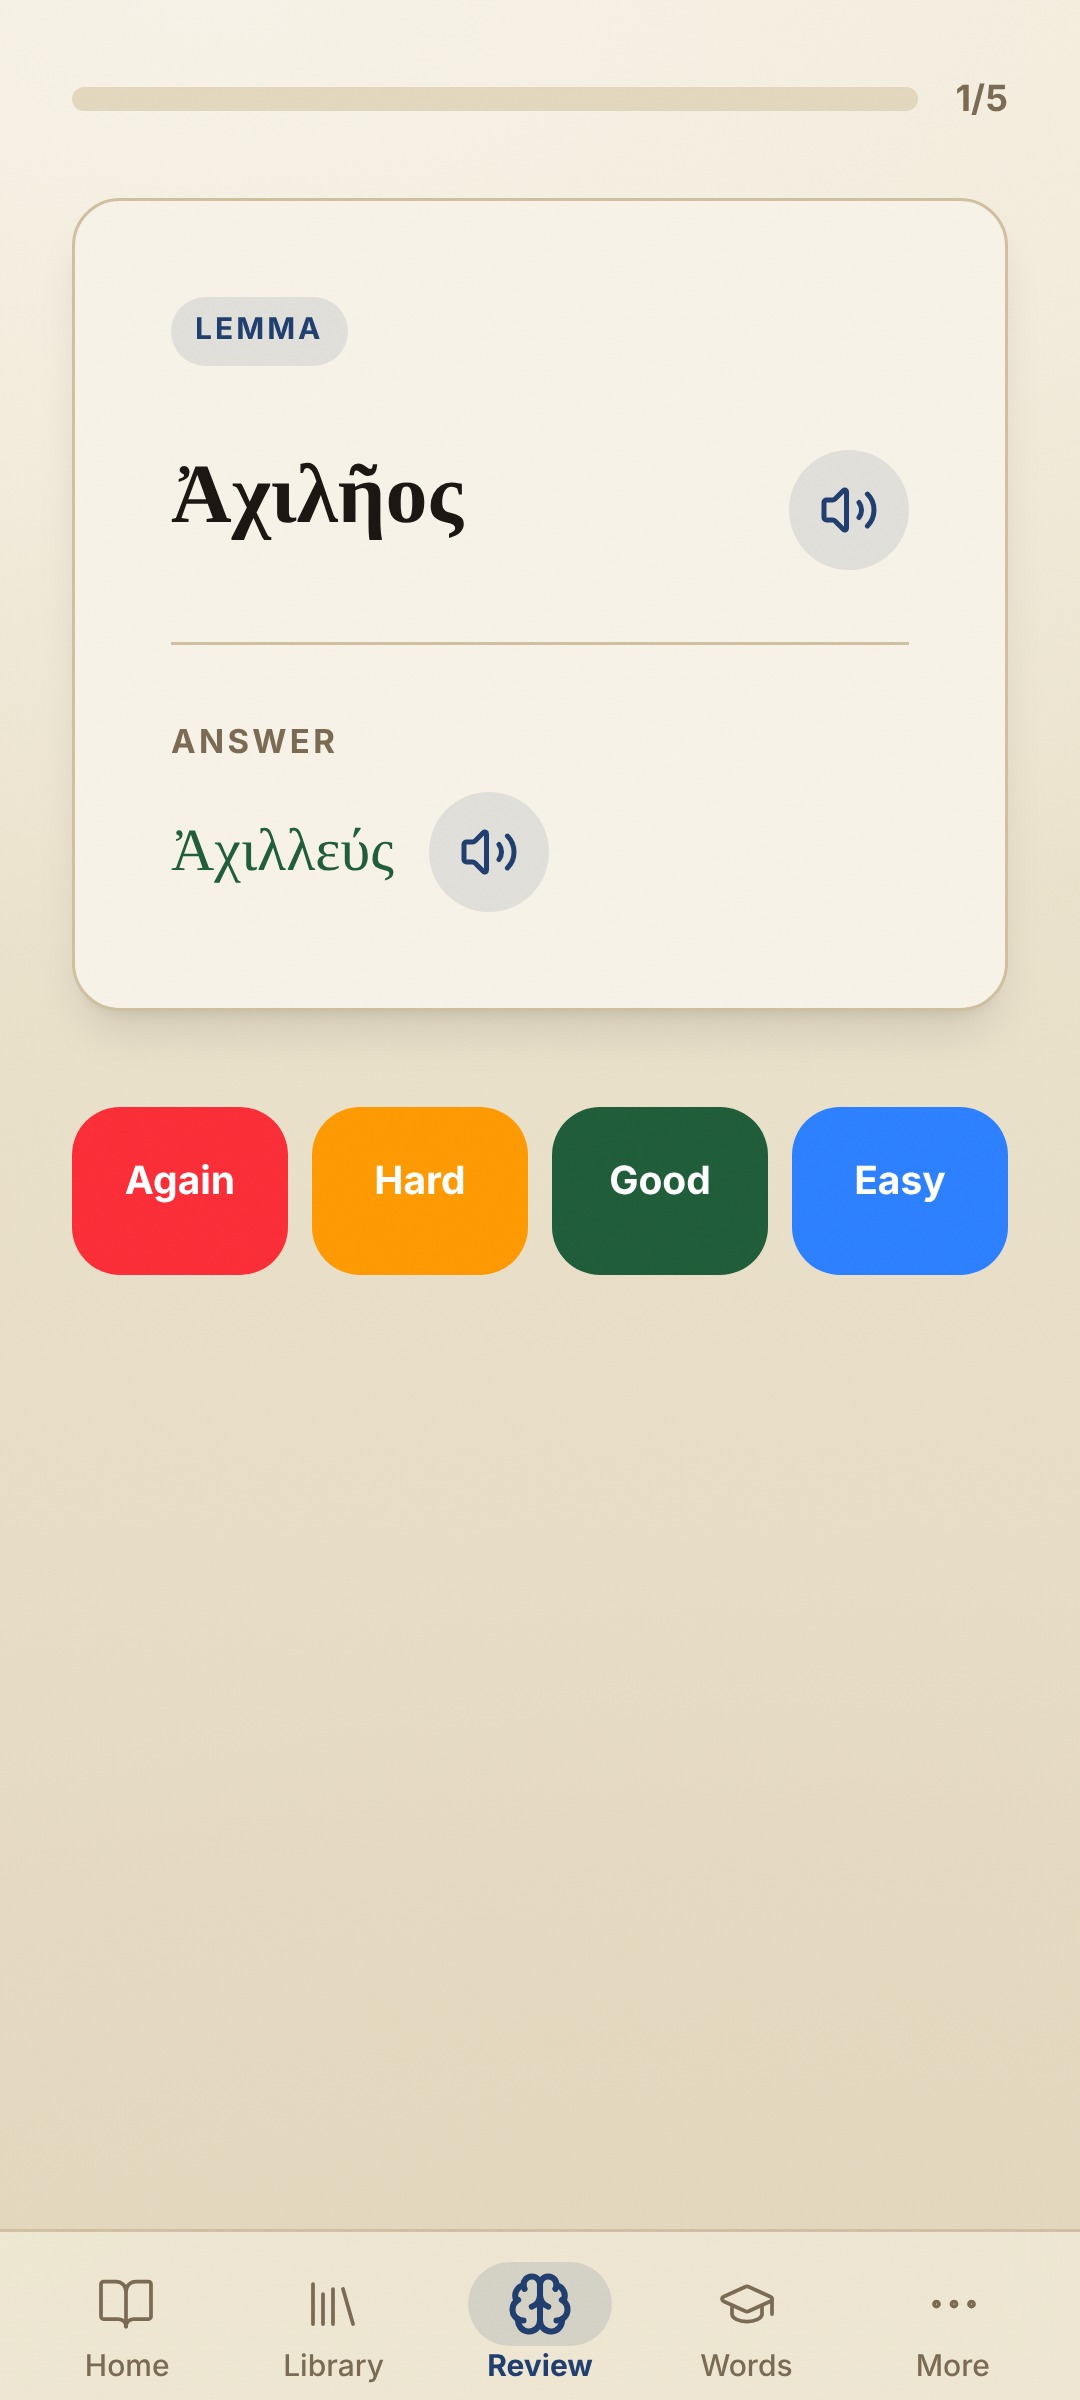 1/5
LEMMA
Ἀχιλῆος
ANSWER
Ἀχιλλεύς
Again Hard Good Easy
Home Library Review Words More